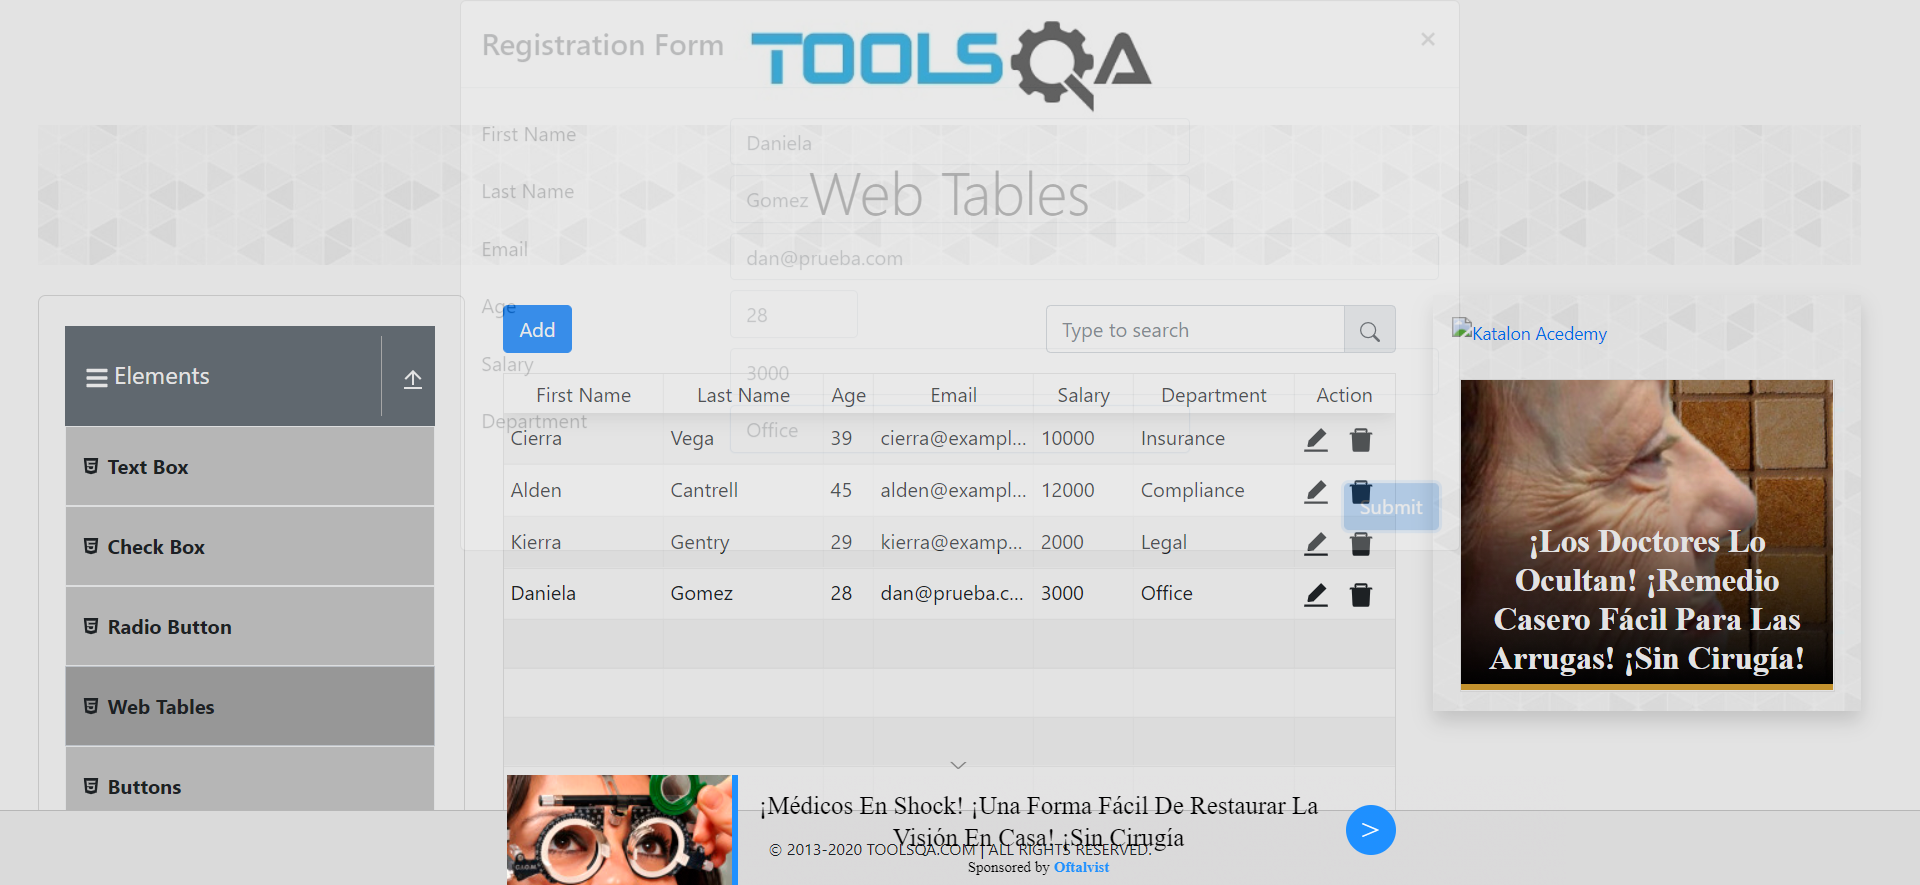 Registration Form
TOOLSQA
×
First Name
Daniela
Last Name
Gomez
Web Tables
Email
dan@prueba.com
Age
28
Salary
3000
Department
Office
Submit
Elements
Text Box
Check Box
Radio Button
Web Tables
Buttons
Add
Type to search
First Name Last Name Age Email Salary Department Action
Cierra Vega 39 cierra@exampl... 10000 Insurance
Alden Cantrell 45 alden@exampl... 12000 Compliance
Kierra Gentry 29 kierra@examp... 2000 Legal
Daniela Gomez 28 dan@prueba.c... 3000 Office
Katalon Acedemy
¡Los Doctores Lo
Ocultan! ¡Remedio
Casero Fácil Para Las
Arrugas! ¡Sin Cirugía!
¡Médicos En Shock! ¡Una Forma Fácil De Restaurar La
Visión En Casa! ¡Sin Cirugía
>
© 2013-2020 TOOLSQA.COM | ALL RIGHTS RESERVED.
Sponsored by Oftalvist